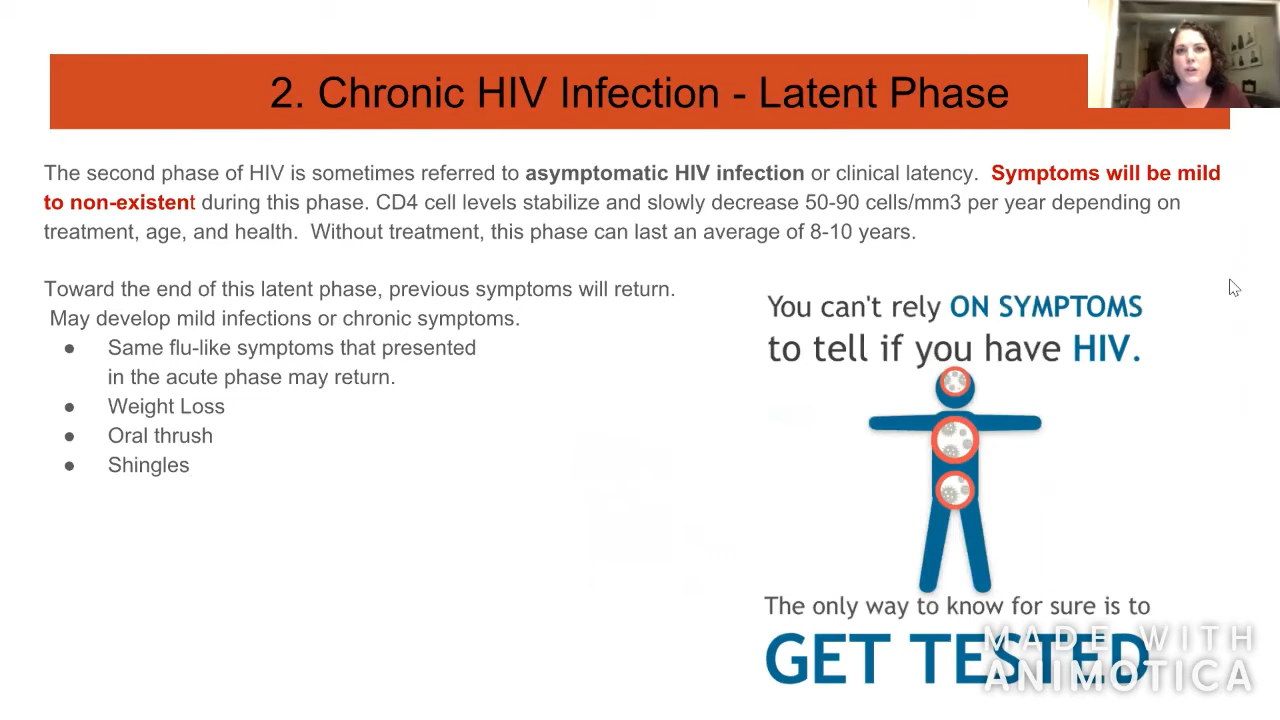 2. Chronic HIV Infection - Latent Phase
The second phase of HIV is sometimes referred to asymptomatic HIV infection or clinical latency.  Symptoms will be mild
to non-existent during this phase. CD4 cell levels stabilize and slowly decrease 50-90 cells/mm3 per year depending on
treatment, age, and health.  Without treatment, this phase can last an average of 8-10 years.
Toward the end of this latent phase, previous symptoms will return.
May develop mild infections or chronic symptoms.
● Same flu-like symptoms that presented
in the acute phase may return.
● Weight Loss
● Oral thrush
● Shingles
You can't rely ON SYMPTOMS
to tell if you have HIV.
The only way to know for sure is to
GET TESTED
MADE WITH
ANIMOTICA